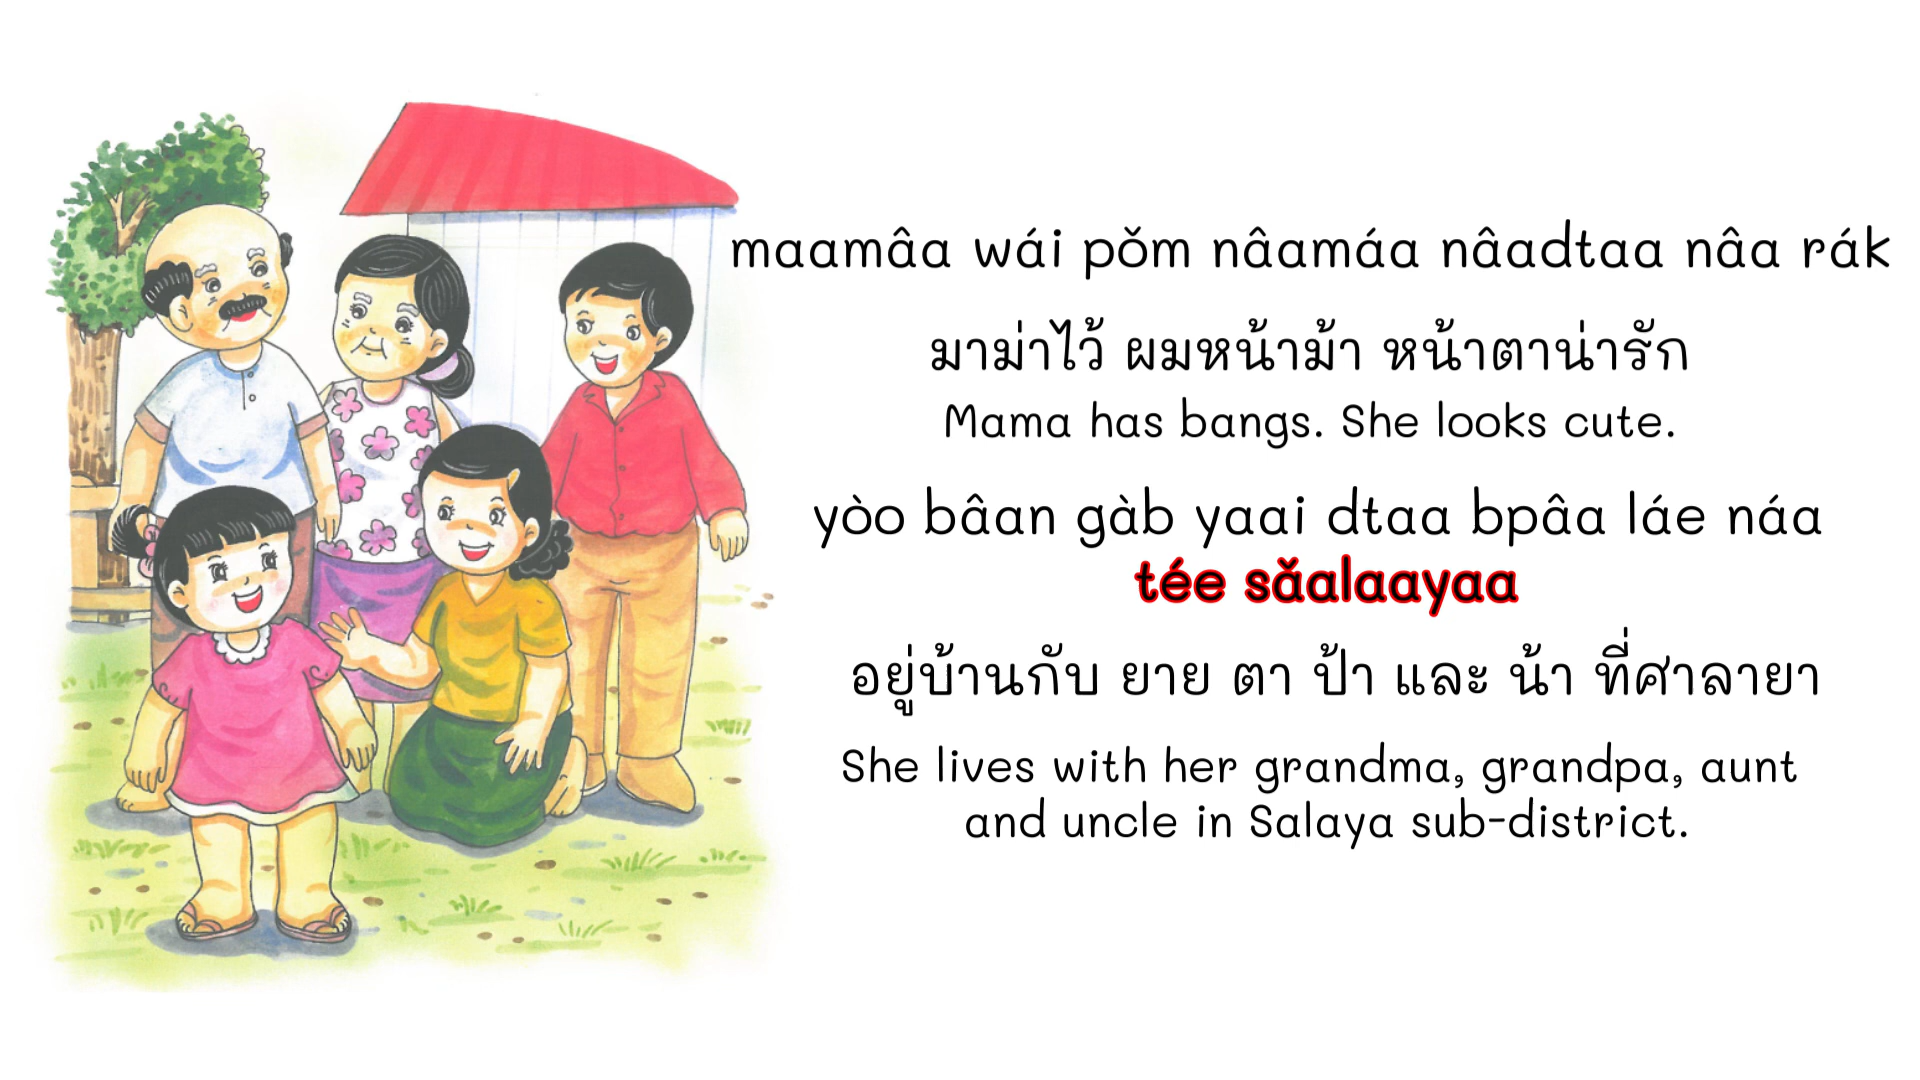 maamâa wái pǒm nâamáa nâadtaa nâa rák
มาม่าไว้ ผมหน้าม้า หน้าตาน่ารัก
Mama has bangs. She looks cute.
yòo bâan gàb yaai dtaa bpâa láe náa
tée sǎalaayaa
อยู่บ้านกับ ยาย ตา ป้า และ น้า ที่ศาลายา
She lives with her grandma, grandpa, aunt
and uncle in Salaya sub-district.